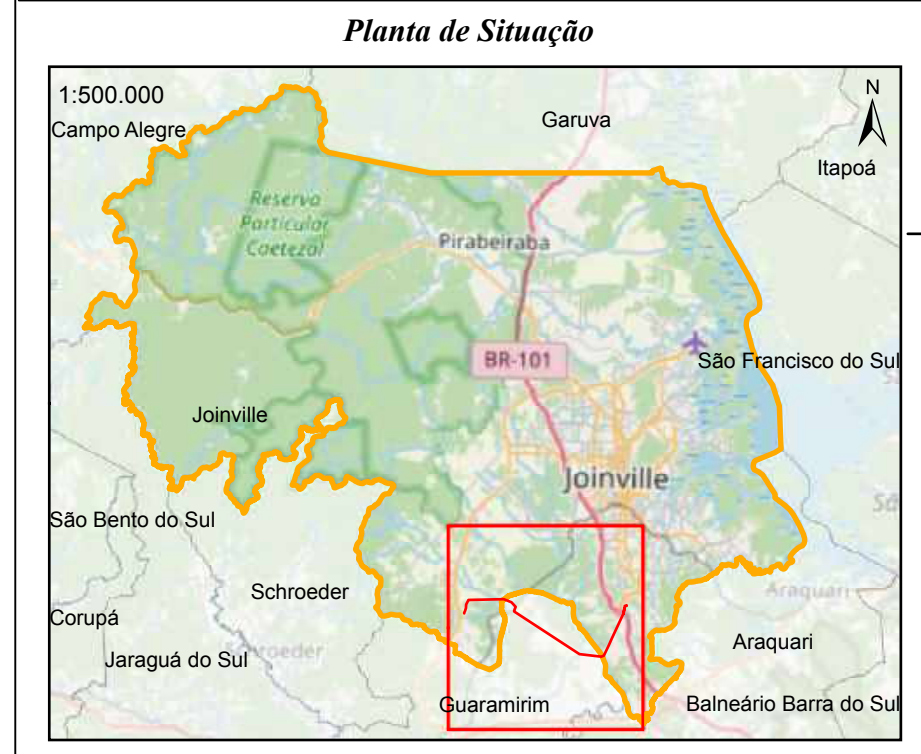 Planta de Situação
1:500.000
Campo Alegre
Garuva
N
Itapoá
Reserva
Particular
Caetezal
Pirabeiraba
BR-101
São Francisco do Sul
Joinville
Joinville
São Bento do Sul
Schroeder
Araquari
Corupá
Araquari
Jaraguá do Sul
Schroeder
Guaramirim
Balneário Barra do Sul